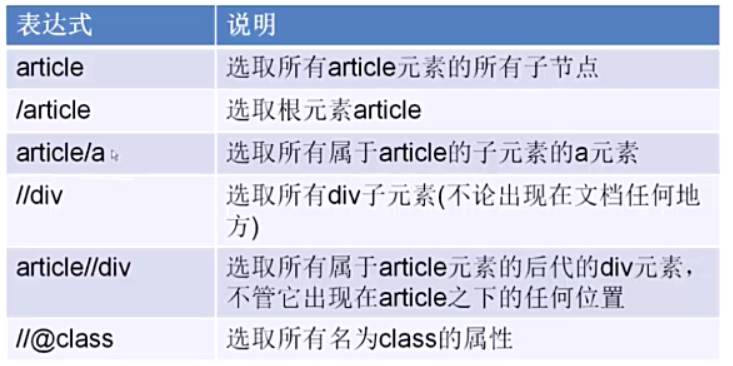 表达式 说明
article 选取所有article元素的所有子节点
/article 选取根元素article
article/a 选取所有属于article的子元素的a元素
//div 选取所有div子元素(不论出现在文档任何地
方)
article//div 选取所有属于article元素的后代的div元素，
不管它出现在article之下的任何位置
//@class 选取所有名为class的属性